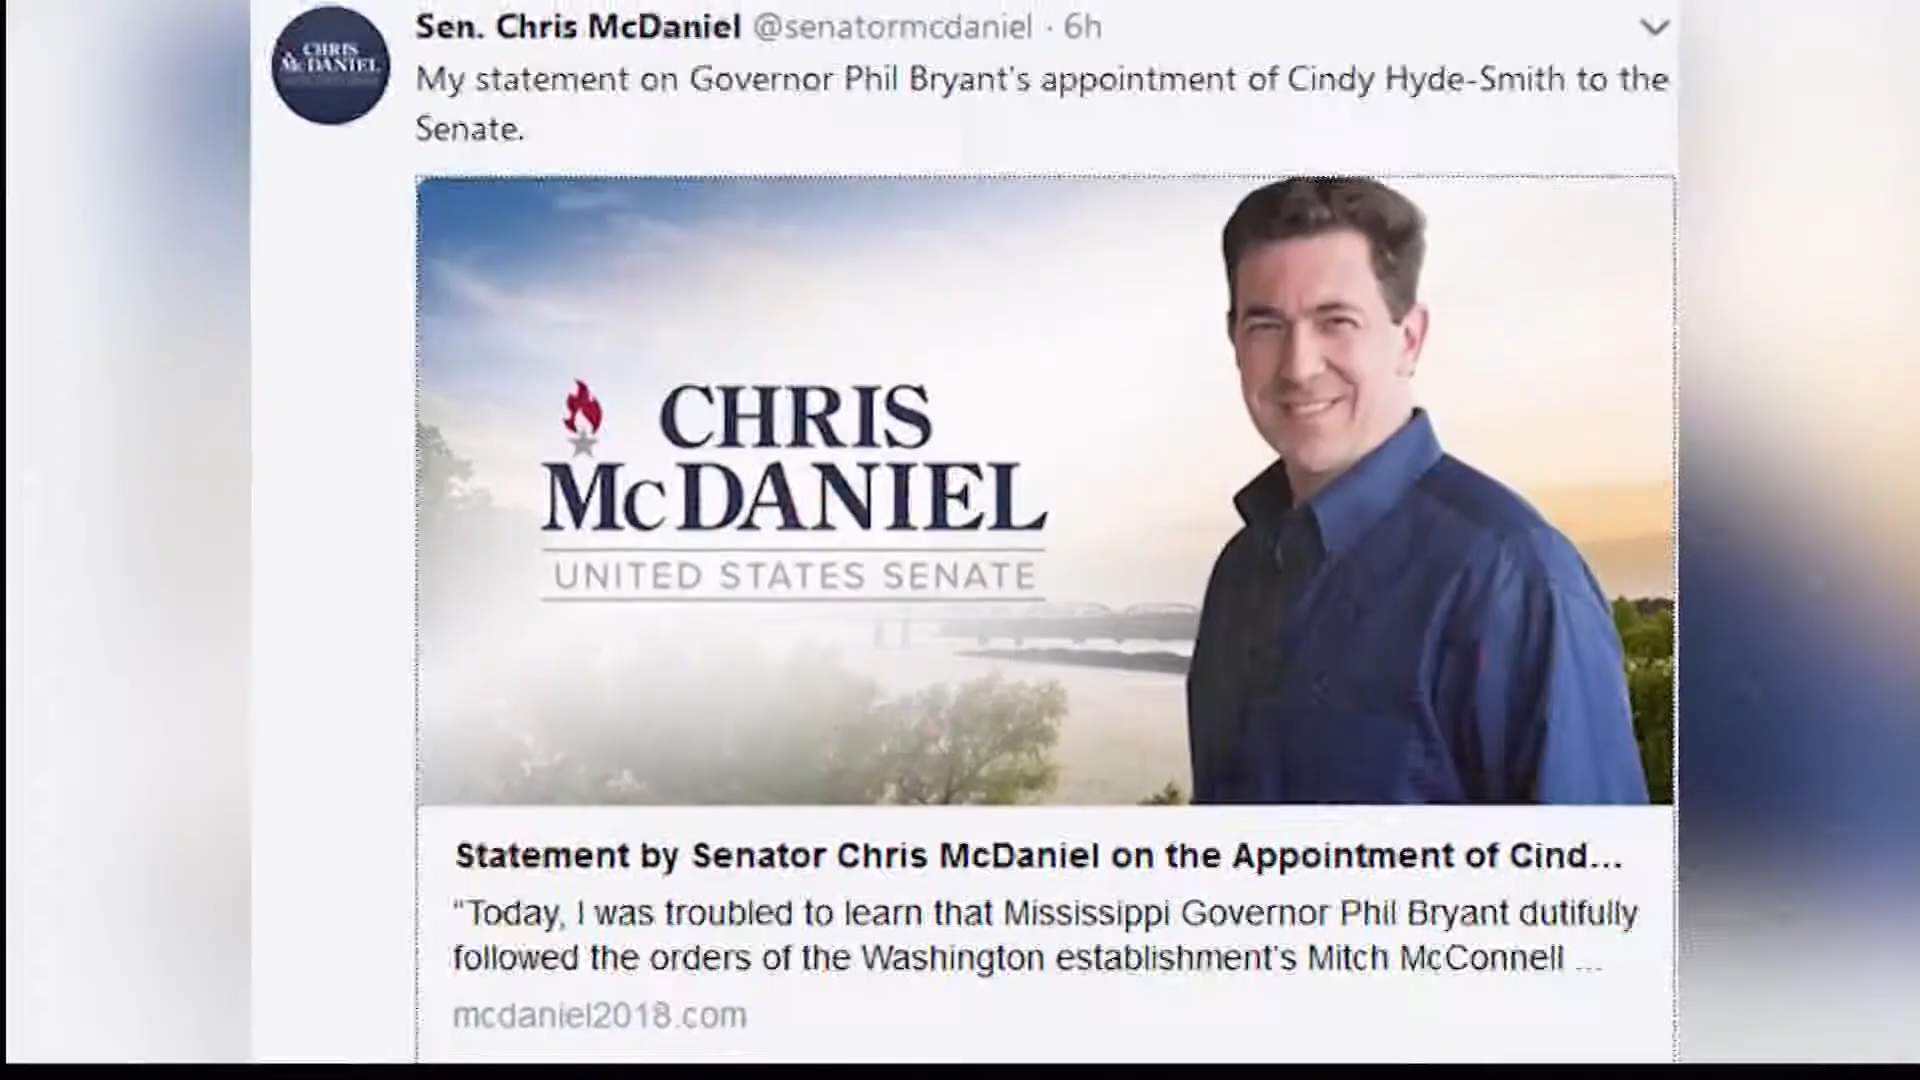 CHRIS
McDANIEL
Sen. Chris McDaniel @senatormcdaniel · 6h
My statement on Governor Phil Bryant's appointment of Cindy Hyde-Smith to the
Senate.
CHRIS
McDANIEL
UNITED STATES SENATE
Statement by Senator Chris McDaniel on the Appointment of Cind...
“Today, I was troubled to learn that Mississippi Governor Phil Bryant dutifully
followed the orders of the Washington establishment's Mitch McConnell ...
mcdaniel2018.com